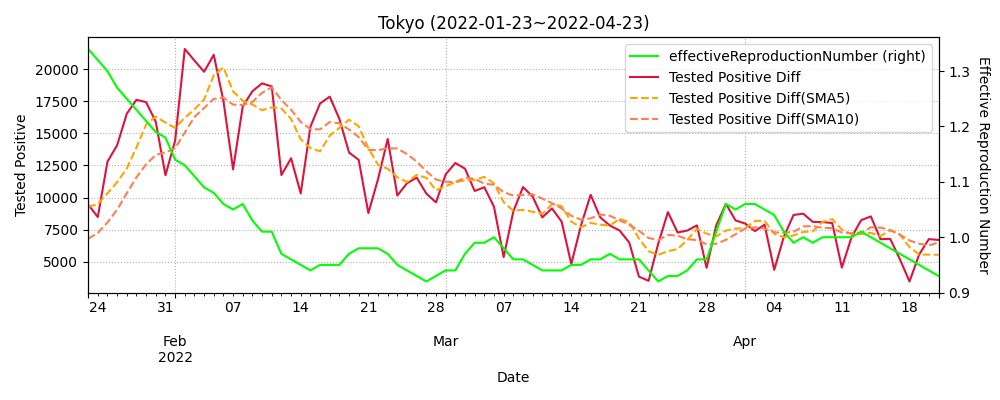 Tokyo (2022-01-23~2022-04-23)
effectiveReproductionNumber (right)
Tested Positive Diff
Tested Positive Diff(SMA5)
Tested Positive Diff(SMA10)
Tested Positive
20000
17500
15000
12500
10000
7500
5000
Effective Reproduction Number
1.3
1.2
1.1
1.0
0.9
24 31 07 14 21 28 07 14 21 28 04 11 18
Feb Mar Apr
2022
Date